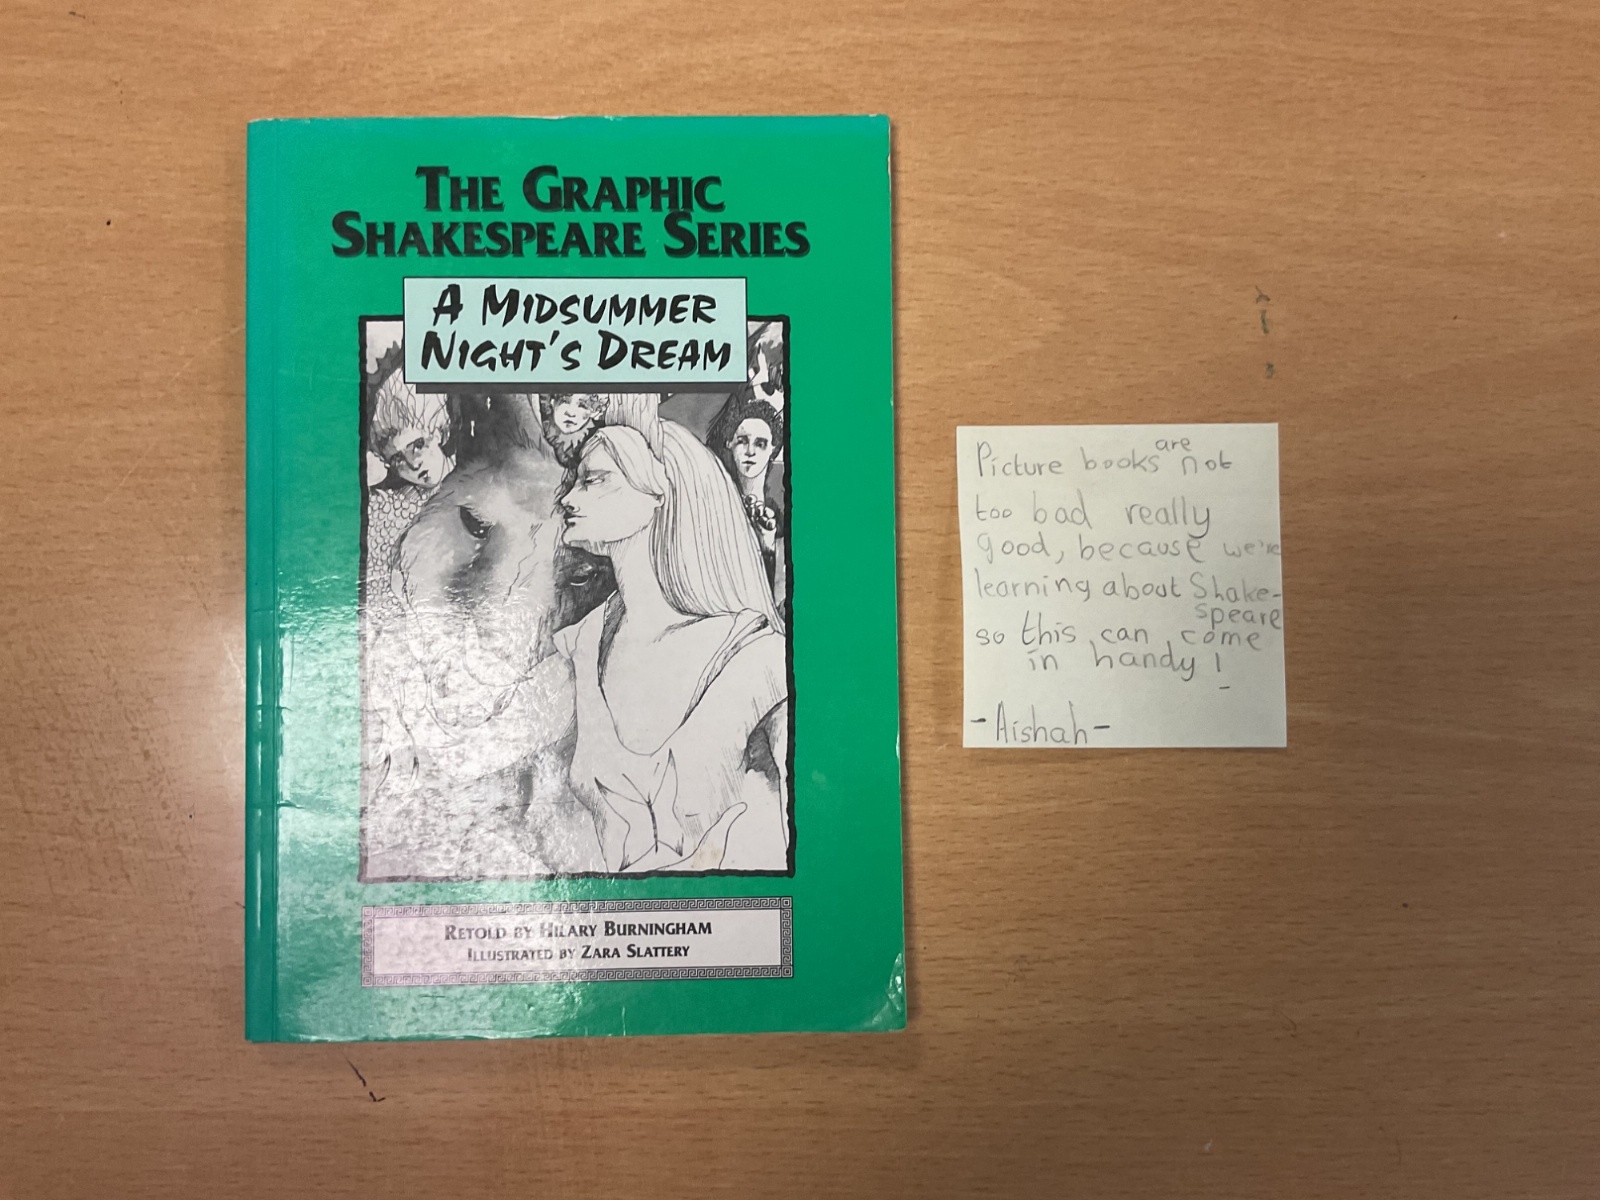 THE GRAPHIC
SHAKESPEARE SERIES
A MIDSUMMER
NIGHT'S DREAM
RETOLD BY HILARY BURNINGHAM
ILLUSTRATED BY ZARA SLATTERY
Picture books are not
too bad really
good, because we're
learning about Shake-
speare
so this can come
in handy!
-Aishah-